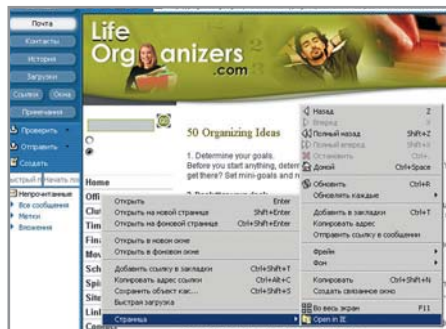 Почта
Контакты
История
Загрузки
Ссылки
Окна
Примечания
Проверить
Отправить
Создать
Непрочитанные
Все сообщения
Метки
Вложения
Life
Organizers
.com
50 Organizing Ideas
1. Determine your goals.
Before you start anything,
get there? Set mini-goals and
Home
Открыть Enter
Открыть на новой странице Shift+Enter
Открыть на фоновой странице Ctrl+Shift+Enter
Открыть в новом окне
Открыть в фоновом окне
Добавить ссылку в закладки Ctrl+Shift+T
Копировать адрес ссылки Ctrl+Alt+C
Сохранить объект как... Ctrl+Shift+S
Быстрая загрузка
Страница
Назад Z
Вперед X
Полный назад Shift+Z
Полный вперед Shift+X
Остановить
Домой Ctrl+Space
Обновить Ctrl+R
Обновлять каждые
Добавить в закладки Ctrl+T
Копировать адрес
Отправить ссылку в сообщении
Фрейм
Фон
Копировать Ctrl+Shift+N
Создать связанное окно
Во весь экран F11
Open in IE